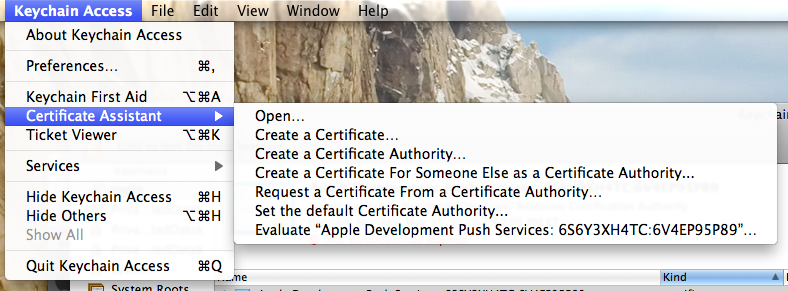 Keychain Access File Edit View Window Help
About Keychain Access
Preferences... ⌘,
Keychain First Aid ⌥⌘A
Certificate Assistant
Ticket Viewer ⌥⌘K
Services
Hide Keychain Access ⌘H
Hide Others ⌥⌘H
Show All
Quit Keychain Access ⌘Q
Open...
Create a Certificate...
Create a Certificate Authority...
Create a Certificate For Someone Else as a Certificate Authority...
Request a Certificate From a Certificate Authority...
Set the default Certificate Authority...
Evaluate “Apple Development Push Services: 6S6Y3XH4TC:6V4EP95P89”...
Name Kind
System Roots